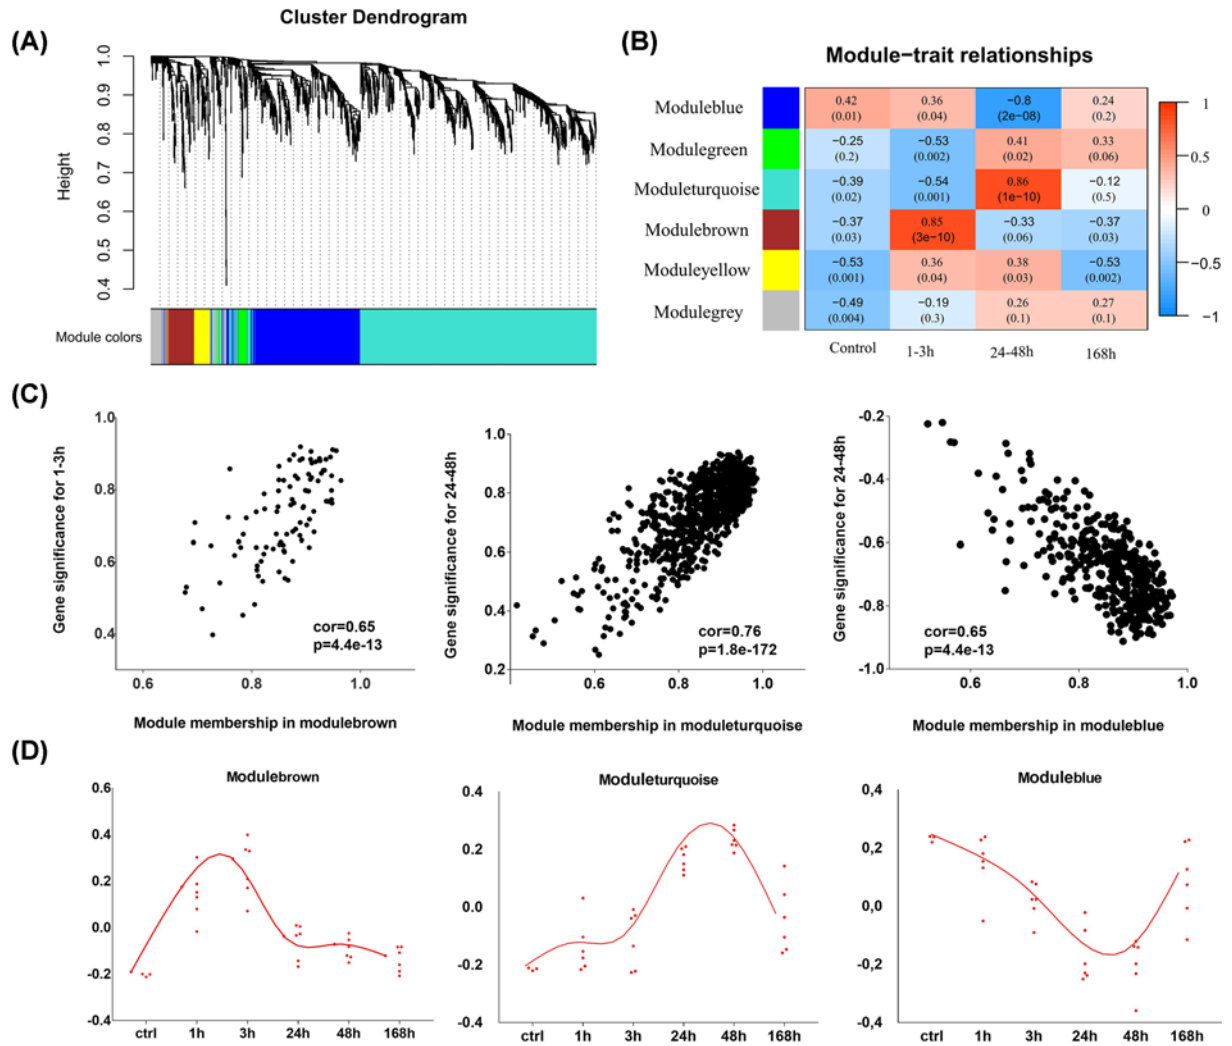 (A)
Cluster Dendrogram
Height
1.0
0.9
0.8
0.7
0.6
0.5
0.4
Module colors
(B)
Module−trait relationships
Moduleblue
0.42 0.36 −0.8 0.24
(0.01) (0.04) (2e−08) (0.2)
Modulegreen
−0.25 −0.53 0.41 0.33
(0.2) (0.002) (0.02) (0.06)
Moduleturquoise
−0.39 −0.54 0.86 −0.12
(0.02) (0.001) (1e−10) (0.5)
Modulebrown
−0.37 0.85 −0.33 −0.37
(0.03) (3e−10) (0.06) (0.03)
Moduleyellow
−0.53 0.36 0.38 −0.53
(0.001) (0.04) (0.03) (0.002)
Modulegrey
−0.49 −0.19 0.26 0.27
(0.004) (0.3) (0.1) (0.1)
Control 1-3h 24-48h 168h
1
0.5
0
−0.5
−1
(C)
Gene significance for 1-3h
1.0
0.8
0.6
0.4
cor=0.65
p=4.4e-13
0.6 0.8 1.0
Module membership in modulebrown
Gene significance for 24-48h
1.0
0.8
0.6
0.4
0.2
cor=0.76
p=1.8e-172
0.6 0.8 1.0
Module membership in moduleturquoise
Gene significance for 24-48h
-0.2
-0.4
-0.6
-0.8
-1.0
cor=0.65
p=4.4e-13
0.6 0.8 1.0
Module membership in moduleblue
(D)
Modulebrown
0.6
0.4
0.2
0.0
-0.2
-0.4
ctrl 1h 3h 24h 48h 168h
Moduleturquoise
0.4
0.2
0.0
-0.2
-0.4
ctrl 1h 3h 24h 48h 168h
Moduleblue
0,4
0,2
0,0
-0,2
-0,4
ctrl 1h 3h 24h 48h 168h